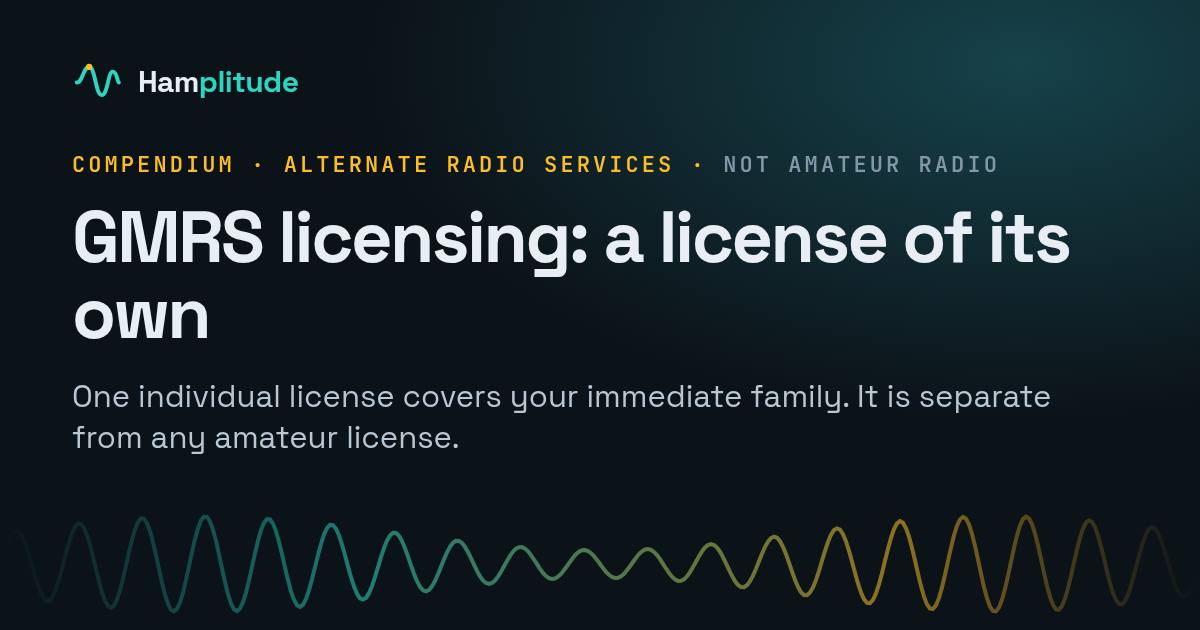 Hamplitude
COMPENDIUM · ALTERNATE RADIO SERVICES · NOT AMATEUR RADIO
GMRS licensing: a license of its
own
One individual license covers your immediate family. It is separate
from any amateur license.